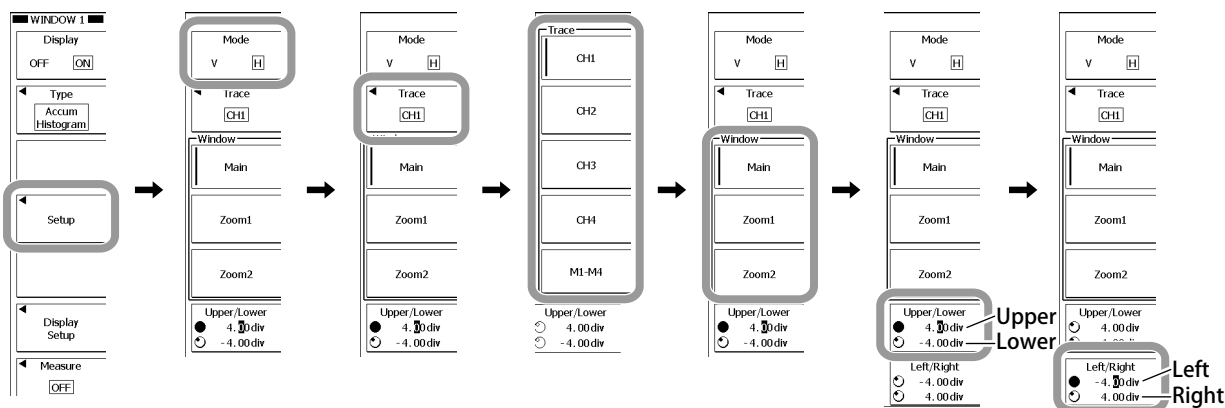 WINDOW 1
Display
OFF ON
Type
Accum
Histogram
Setup
Display
Setup
Measure
OFF
Mode
V H
Trace
CH1
Window
Main
Zoom1
Zoom2
Upper/Lower
4.00div
-4.00div
Mode
V H
Trace
CH1
Main
Zoom1
Zoom2
Upper/Lower
4.00div
-4.00div
Trace
CH1
CH2
CH3
CH4
M1-M4
Upper/Lower
4.00div
-4.00div
Mode
V H
Trace
CH1
Window
Main
Zoom1
Zoom2
Upper/Lower
4.00div
-4.00div
Mode
V H
Trace
CH1
Window
Main
Zoom1
Zoom2
Upper/Lower
4.00div Upper
-4.00div Lower
Left/Right
-4.00div
4.00div
Mode
V H
Trace
CH1
Window
Main
Zoom1
Zoom2
Upper/Lower
4.00div
Left/Right
-4.00div Left
4.00div Right